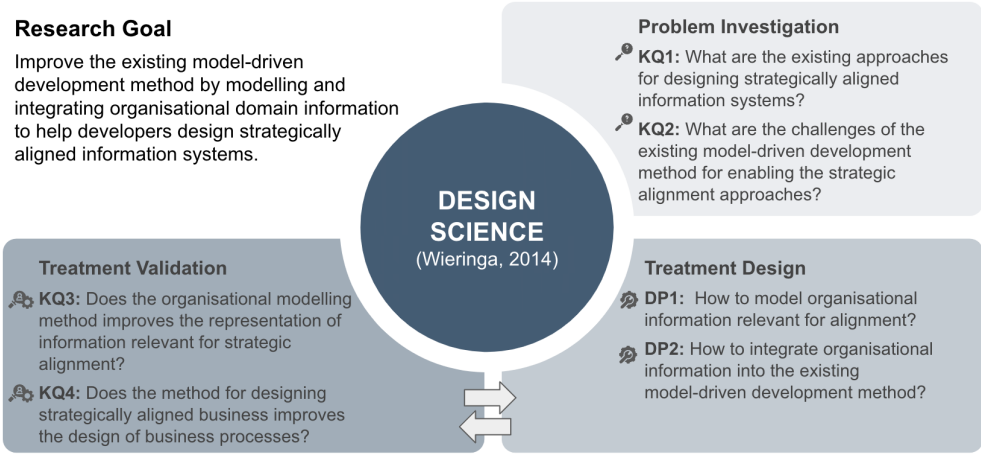 Research Goal
Improve the existing model-driven
development method by modelling and
integrating organisational domain information
to help developers design strategically
aligned information systems.
Problem Investigation
KQ1: What are the existing approaches
for designing strategically aligned
information systems?
KQ2: What are the challenges of the
existing model-driven development
method for enabling the strategic
alignment approaches?
DESIGN
SCIENCE
(Wieringa, 2014)
Treatment Validation
KQ3: Does the organisational modelling
method improves the representation of
information relevant for strategic
alignment?
KQ4: Does the method for designing
strategically aligned business improves
the design of business processes?
Treatment Design
DP1: How to model organisational
information relevant for alignment?
DP2: How to integrate organisational
information into the existing
model-driven development method?